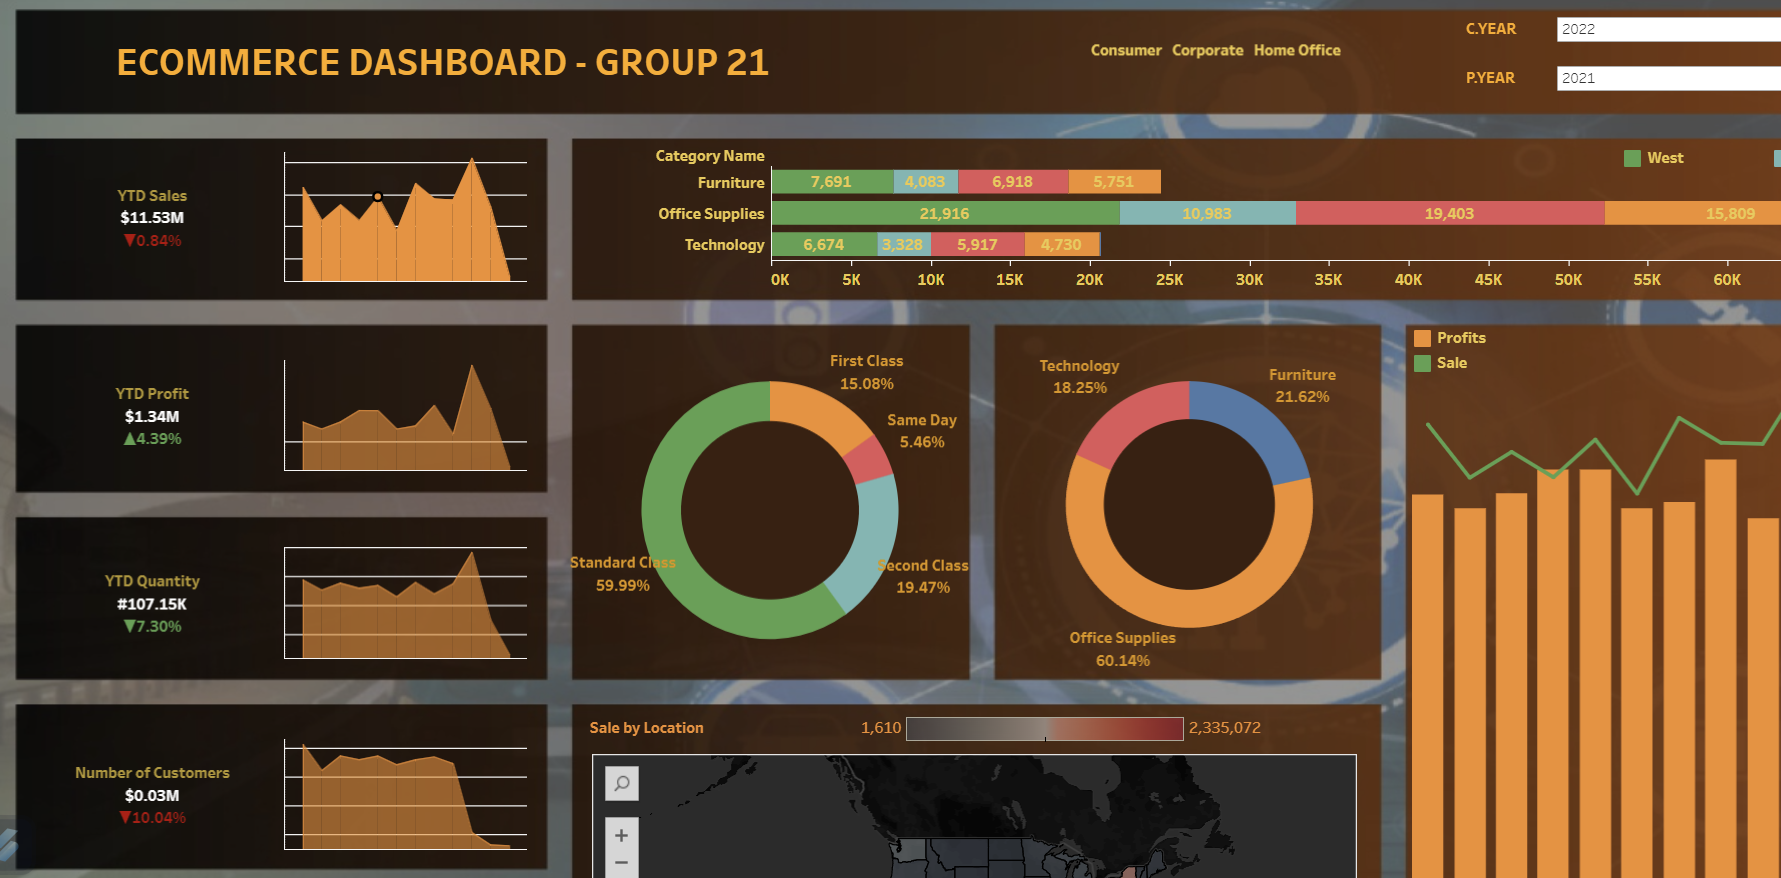 ECOMMERCE DASHBOARD - GROUP 21
Consumer Corporate Home Office
C.YEAR 2022
P.YEAR 2021
YTD Sales
$11.53M
▼0.84%
Category Name
West
Furniture 7,691 4,083 6,918 5,751
Office Supplies 21,916 10,983 19,403 15,809
Technology 6,674 3,328 5,917 4,730
0K 5K 10K 15K 20K 25K 30K 35K 40K 45K 50K 55K 60K
YTD Profit
$1.34M
▲4.39%
First Class
15.08%
Same Day
5.46%
Standard Class
59.99%
Second Class
19.47%
Technology
18.25%
Furniture
21.62%
Office Supplies
60.14%
Profits
Sale
YTD Quantity
#107.15K
▼7.30%
Number of Customers
$0.03M
▼10.04%
Sale by Location
1,610 2,335,072
+
−